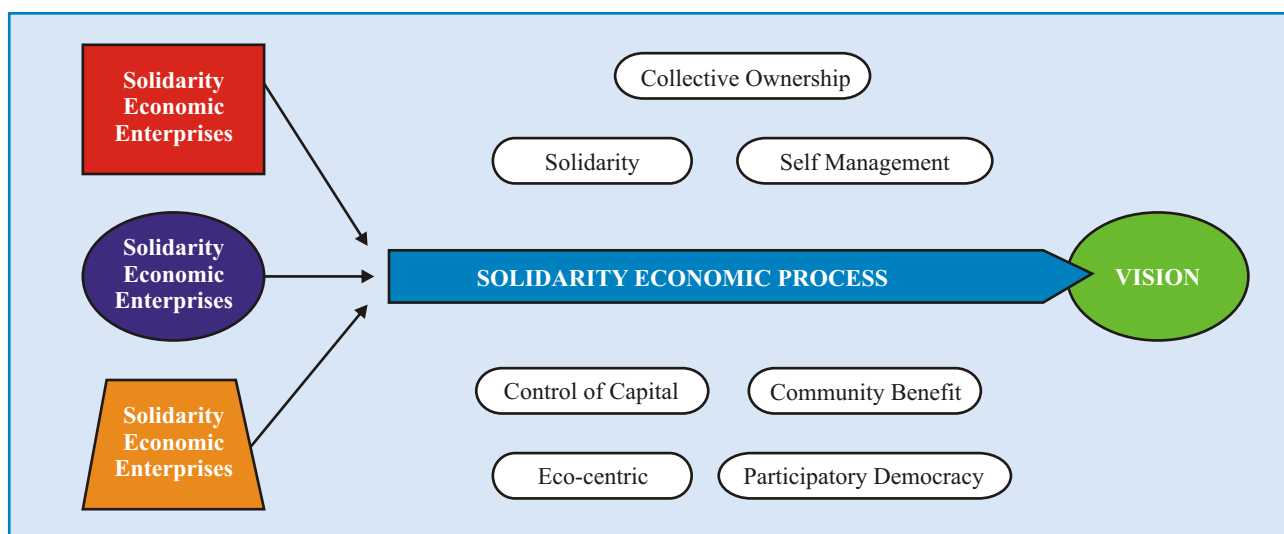 Solidarity
Economic
Enterprises
Collective Ownership
Solidarity
Self Management
Solidarity
Economic
Enterprises
SOLIDARITY ECONOMIC PROCESS
VISION
Control of Capital
Community Benefit
Solidarity
Economic
Enterprises
Eco-centric
Participatory Democracy